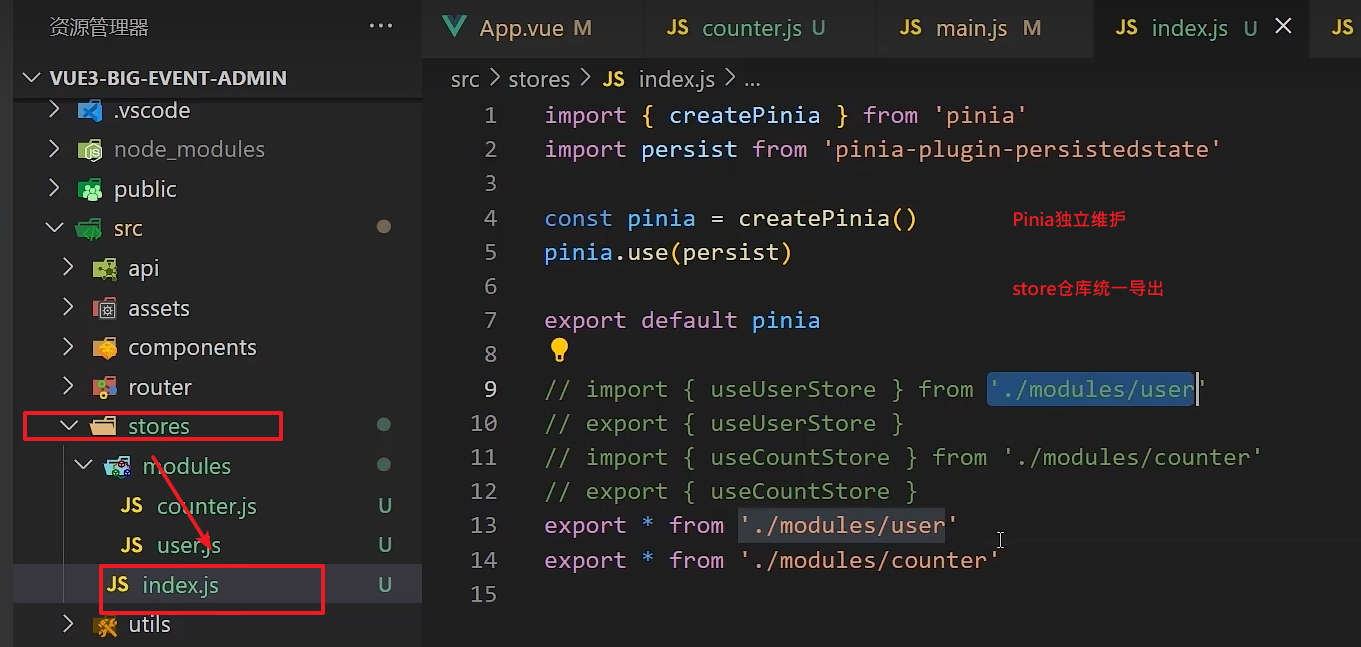 资源管理器 ···
VUE3-BIG-EVENT-ADMIN
.vscode
node_modules
public
src
api
assets
components
router
stores
modules
JS counter.js U
JS user.js U
JS index.js U
utils
App.vue M JS counter.js U JS main.js M JS index.js U JS
src > stores > JS index.js > ...
1 import { createPinia } from 'pinia'
2 import persist from 'pinia-plugin-persistedstate'
3
4 const pinia = createPinia() Pinia独立维护
5 pinia.use(persist)
6 store仓库统一导出
7 export default pinia
8
9 // import { useUserStore } from './modules/user'
10 // export { useUserStore }
11 // import { useCountStore } from './modules/counter'
12 // export { useCountStore }
13 export * from './modules/user'
14 export * from './modules/counter'
15